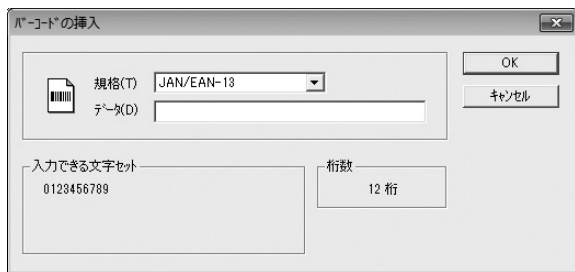 バーコードの挿入
規格(T)
JAN/EAN-13
データ(D)
OK
キャンセル
入力できる文字セット
0123456789
桁数
12 桁